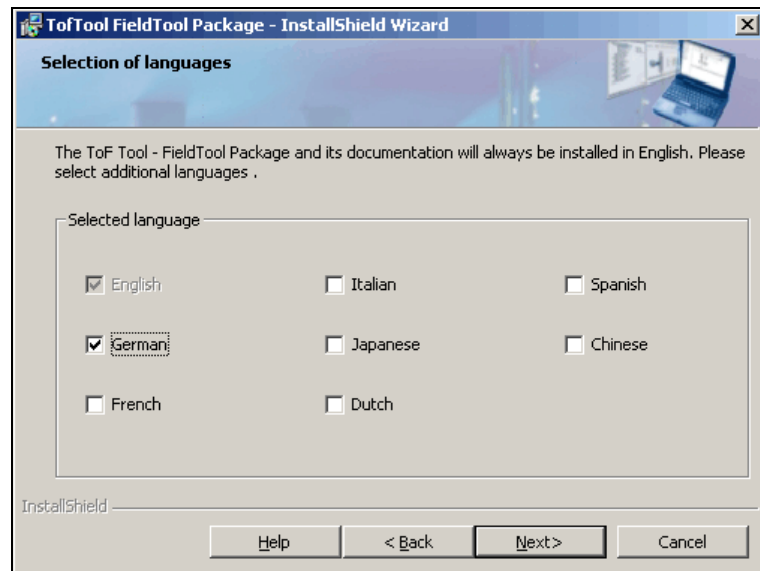 TofTool FieldTool Package - InstallShield Wizard
Selection of languages
The ToF Tool - FieldTool Package and its documentation will always be installed in English. Please
select additional languages .
Selected language
English
Italian
Spanish
German
Japanese
Chinese
French
Dutch
InstallShield
Help
< Back
Next>
Cancel